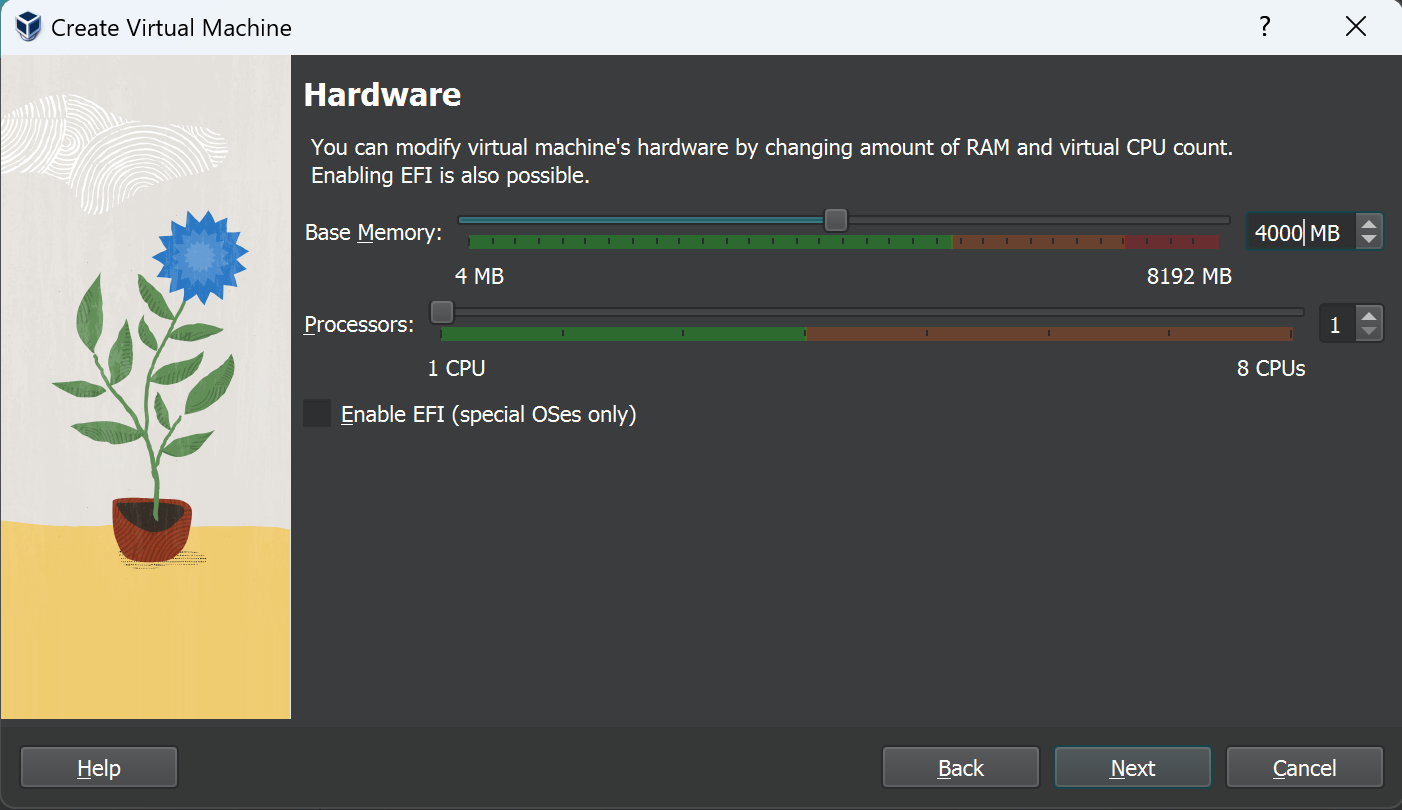 Create Virtual Machine
?
Hardware
You can modify virtual machine's hardware by changing amount of RAM and virtual CPU count.
Enabling EFI is also possible.
Base Memory: 4000 MB
4 MB 8192 MB
Processors: 1
1 CPU 8 CPUs
Enable EFI (special OSes only)
Help Back Next Cancel